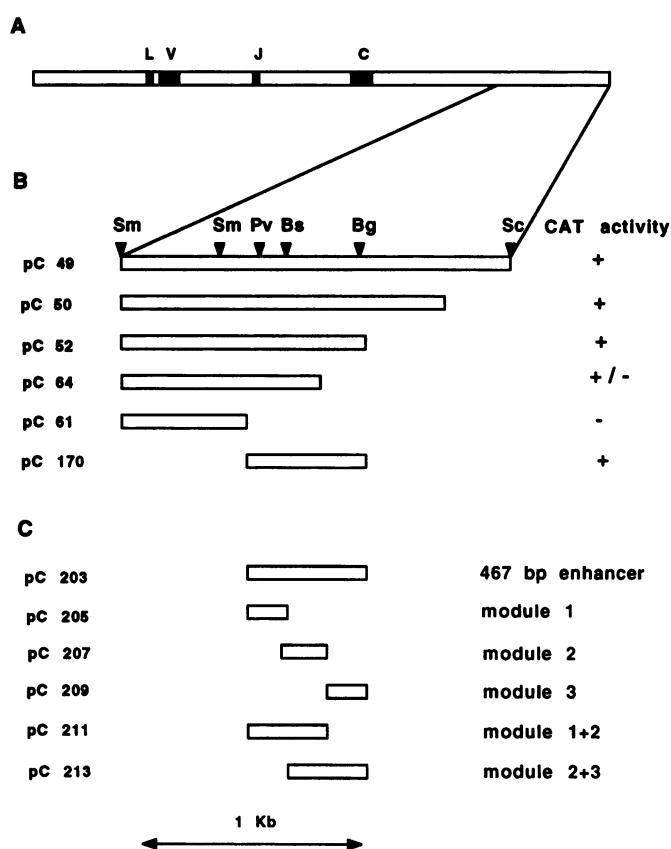 A
L V J C
B
Sm Sm Pv Bs Bg Sc CAT activity
pC 49 +
pC 50 +
pC 52 +
pC 64 + / -
pC 61 -
pC 170 +
C
pC 203 467 bp enhancer
pC 205 module 1
pC 207 module 2
pC 209 module 3
pC 211 module 1+2
pC 213 module 2+3
1 Kb